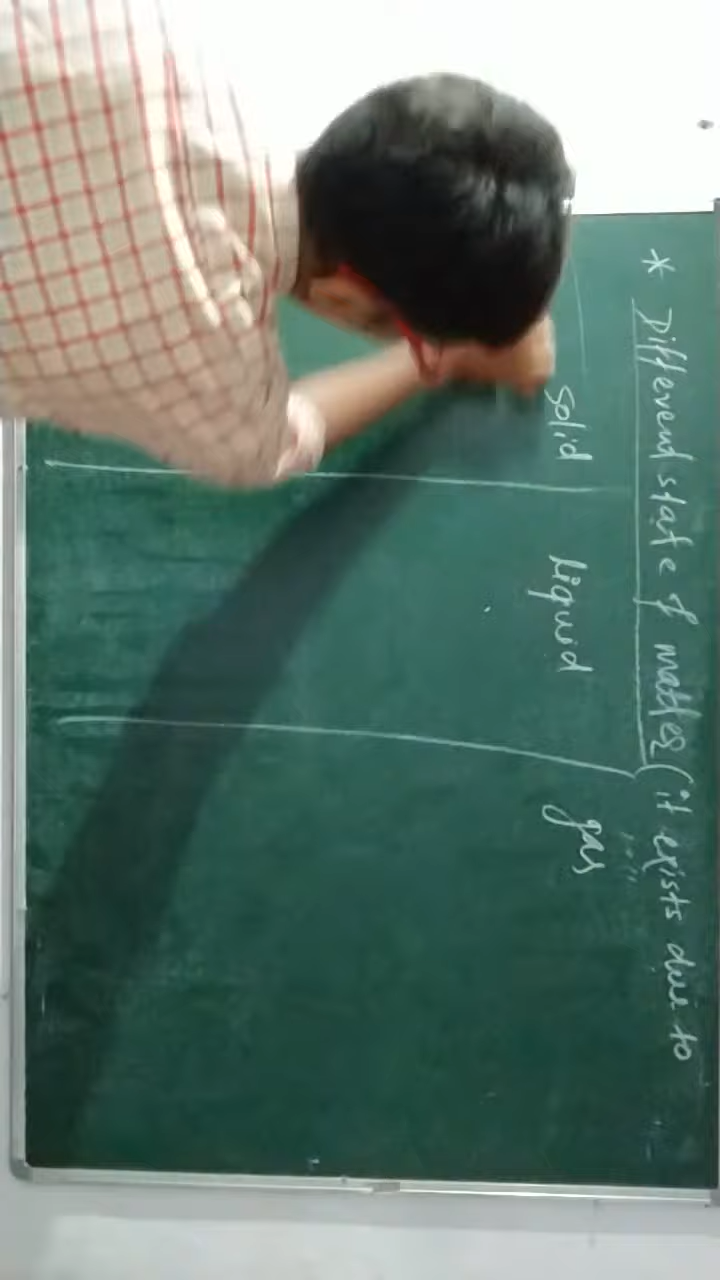 * Different state of matter (it exists due to
solid liquid gas